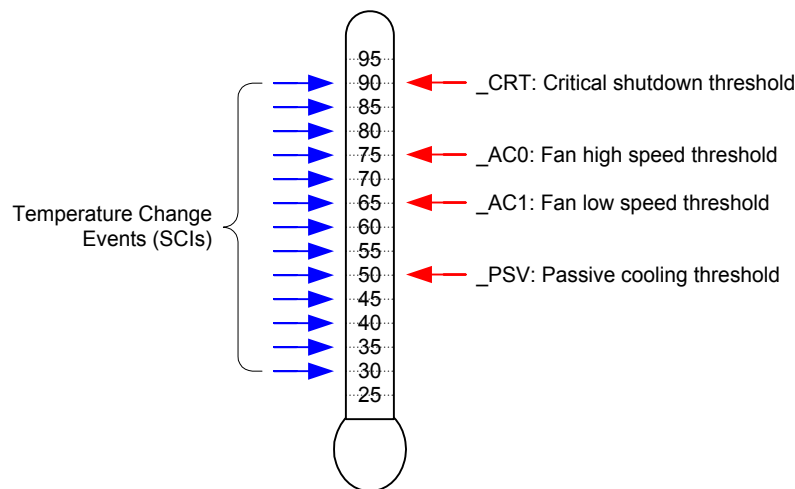 95
90
85
80
75
70
65
60
55
50
45
40
35
30
25
Temperature Change
Events (SCIs)
_CRT: Critical shutdown threshold
_AC0: Fan high speed threshold
_AC1: Fan low speed threshold
_PSV: Passive cooling threshold